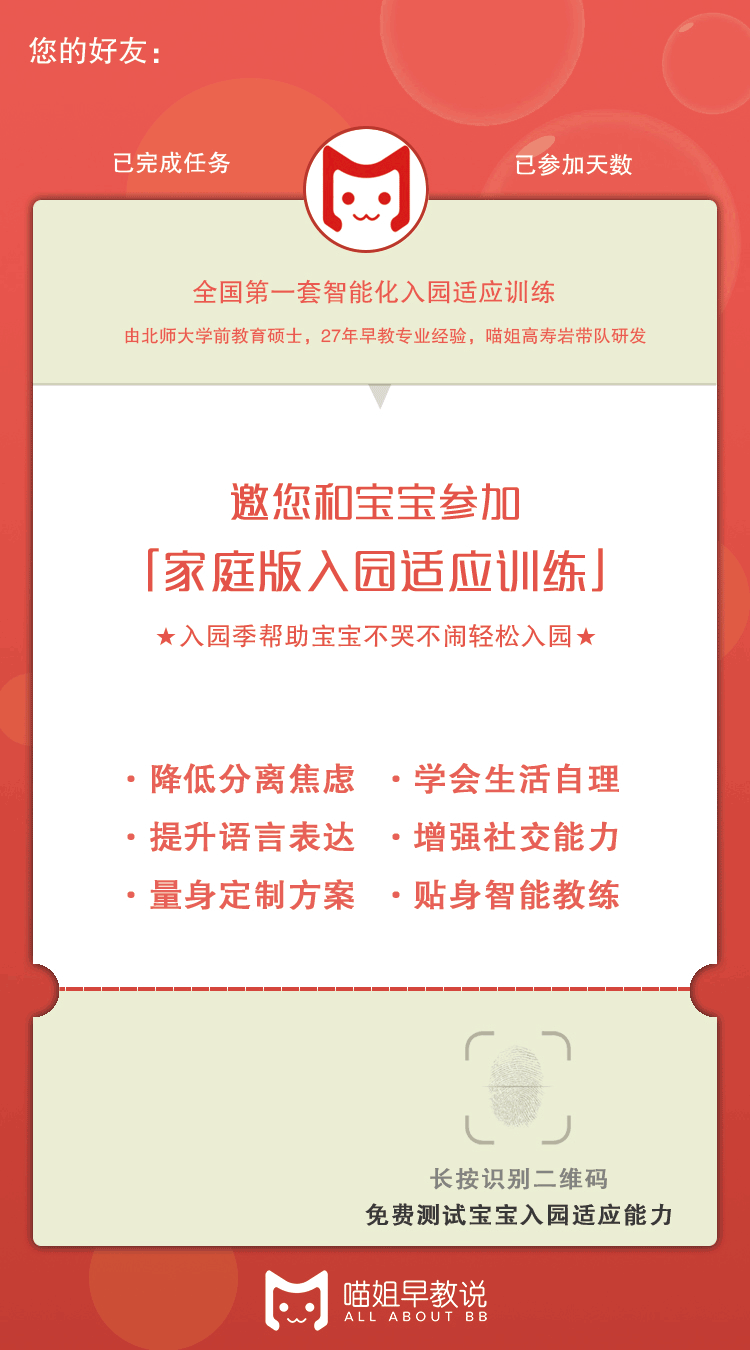 您的好友：
已完成任务
已参加天数
全国第一套智能化入园适应训练
由北师大学前教育硕士，27年早教专业经验，喵姐高寿岩带队研发
邀您和宝宝参加
「家庭版入园适应训练」
★入园季帮助宝宝不哭不闹轻松入园★
·降低分离焦虑
·学会生活自理
·提升语言表达
·增强社交能力
·量身定制方案
·贴身智能教练
长按识别二维码
免费测试宝宝入园适应能力
喵姐早教说
ALL ABOUT BB